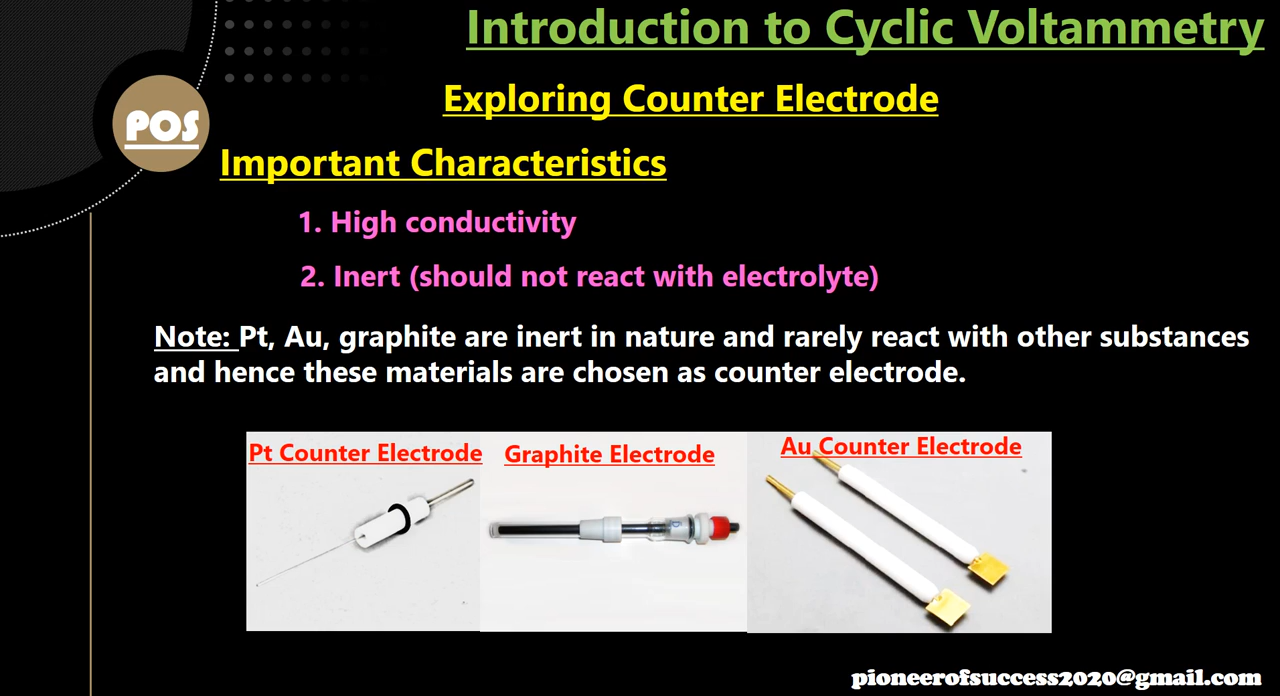 Introduction to Cyclic Voltammetry
POS
Exploring Counter Electrode
Important Characteristics
1. High conductivity
2. Inert (should not react with electrolyte)
Note: Pt, Au, graphite are inert in nature and rarely react with other substances
and hence these materials are chosen as counter electrode.
Pt Counter Electrode
Graphite Electrode
Au Counter Electrode
pioneerofsuccess2020@gmail.com